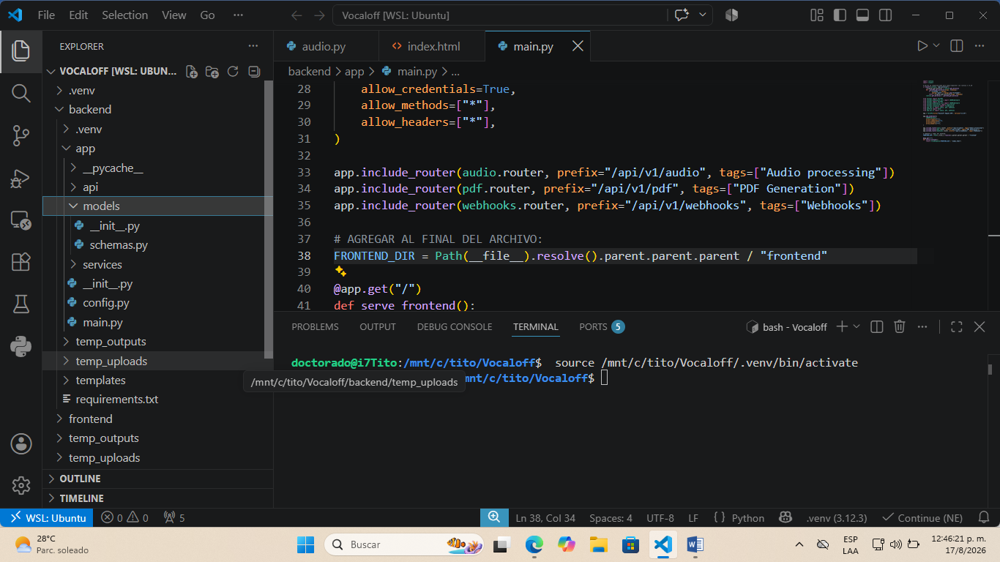 File Edit Selection View Go ···
Vocaloff [WSL: Ubuntu]
EXPLORER
VOCALOFF [WSL: UBUN...
.venv
backend
.venv
app
__pycache__
api
models
__init__.py
schemas.py
services
__init__.py
config.py
main.py
temp_outputs
temp_uploads
templates
requirements.txt
frontend
temp_outputs
temp_uploads
OUTLINE
TIMELINE
audio.py
index.html
main.py
backend > app > main.py > ...
28 allow_credentials=True,
29 allow_methods=["*"],
30 allow_headers=["*"],
31 )
32
33 app.include_router(audio.router, prefix="/api/v1/audio", tags=["Audio processing"])
34 app.include_router(pdf.router, prefix="/api/v1/pdf", tags=["PDF Generation"])
35 app.include_router(webhooks.router, prefix="/api/v1/webhooks", tags=["Webhooks"])
36
37 # AGREGAR AL FINAL DEL ARCHIVO:
38 FRONTEND_DIR = Path(__file__).resolve().parent.parent.parent / "frontend"
39
40 @app.get("/")
41 def serve_frontend():
PROBLEMS OUTPUT DEBUG CONSOLE TERMINAL PORTS 5
bash - Vocaloff
doctorado@i7Tito:/mnt/c/tito/Vocaloff$ source /mnt/c/tito/Vocaloff/.venv/bin/activate
mnt/c/tito/Vocaloff$
/mnt/c/tito/Vocaloff/backend/temp_uploads
WSL: Ubuntu 0 0 5
Ln 38, Col 34 Spaces: 4 UTF-8 LF Python .venv (3.12.3) Continue (NE)
28°C
Parc. soleado
Buscar
ESP
LAA
12:46:21 p. m.
17/8/2026